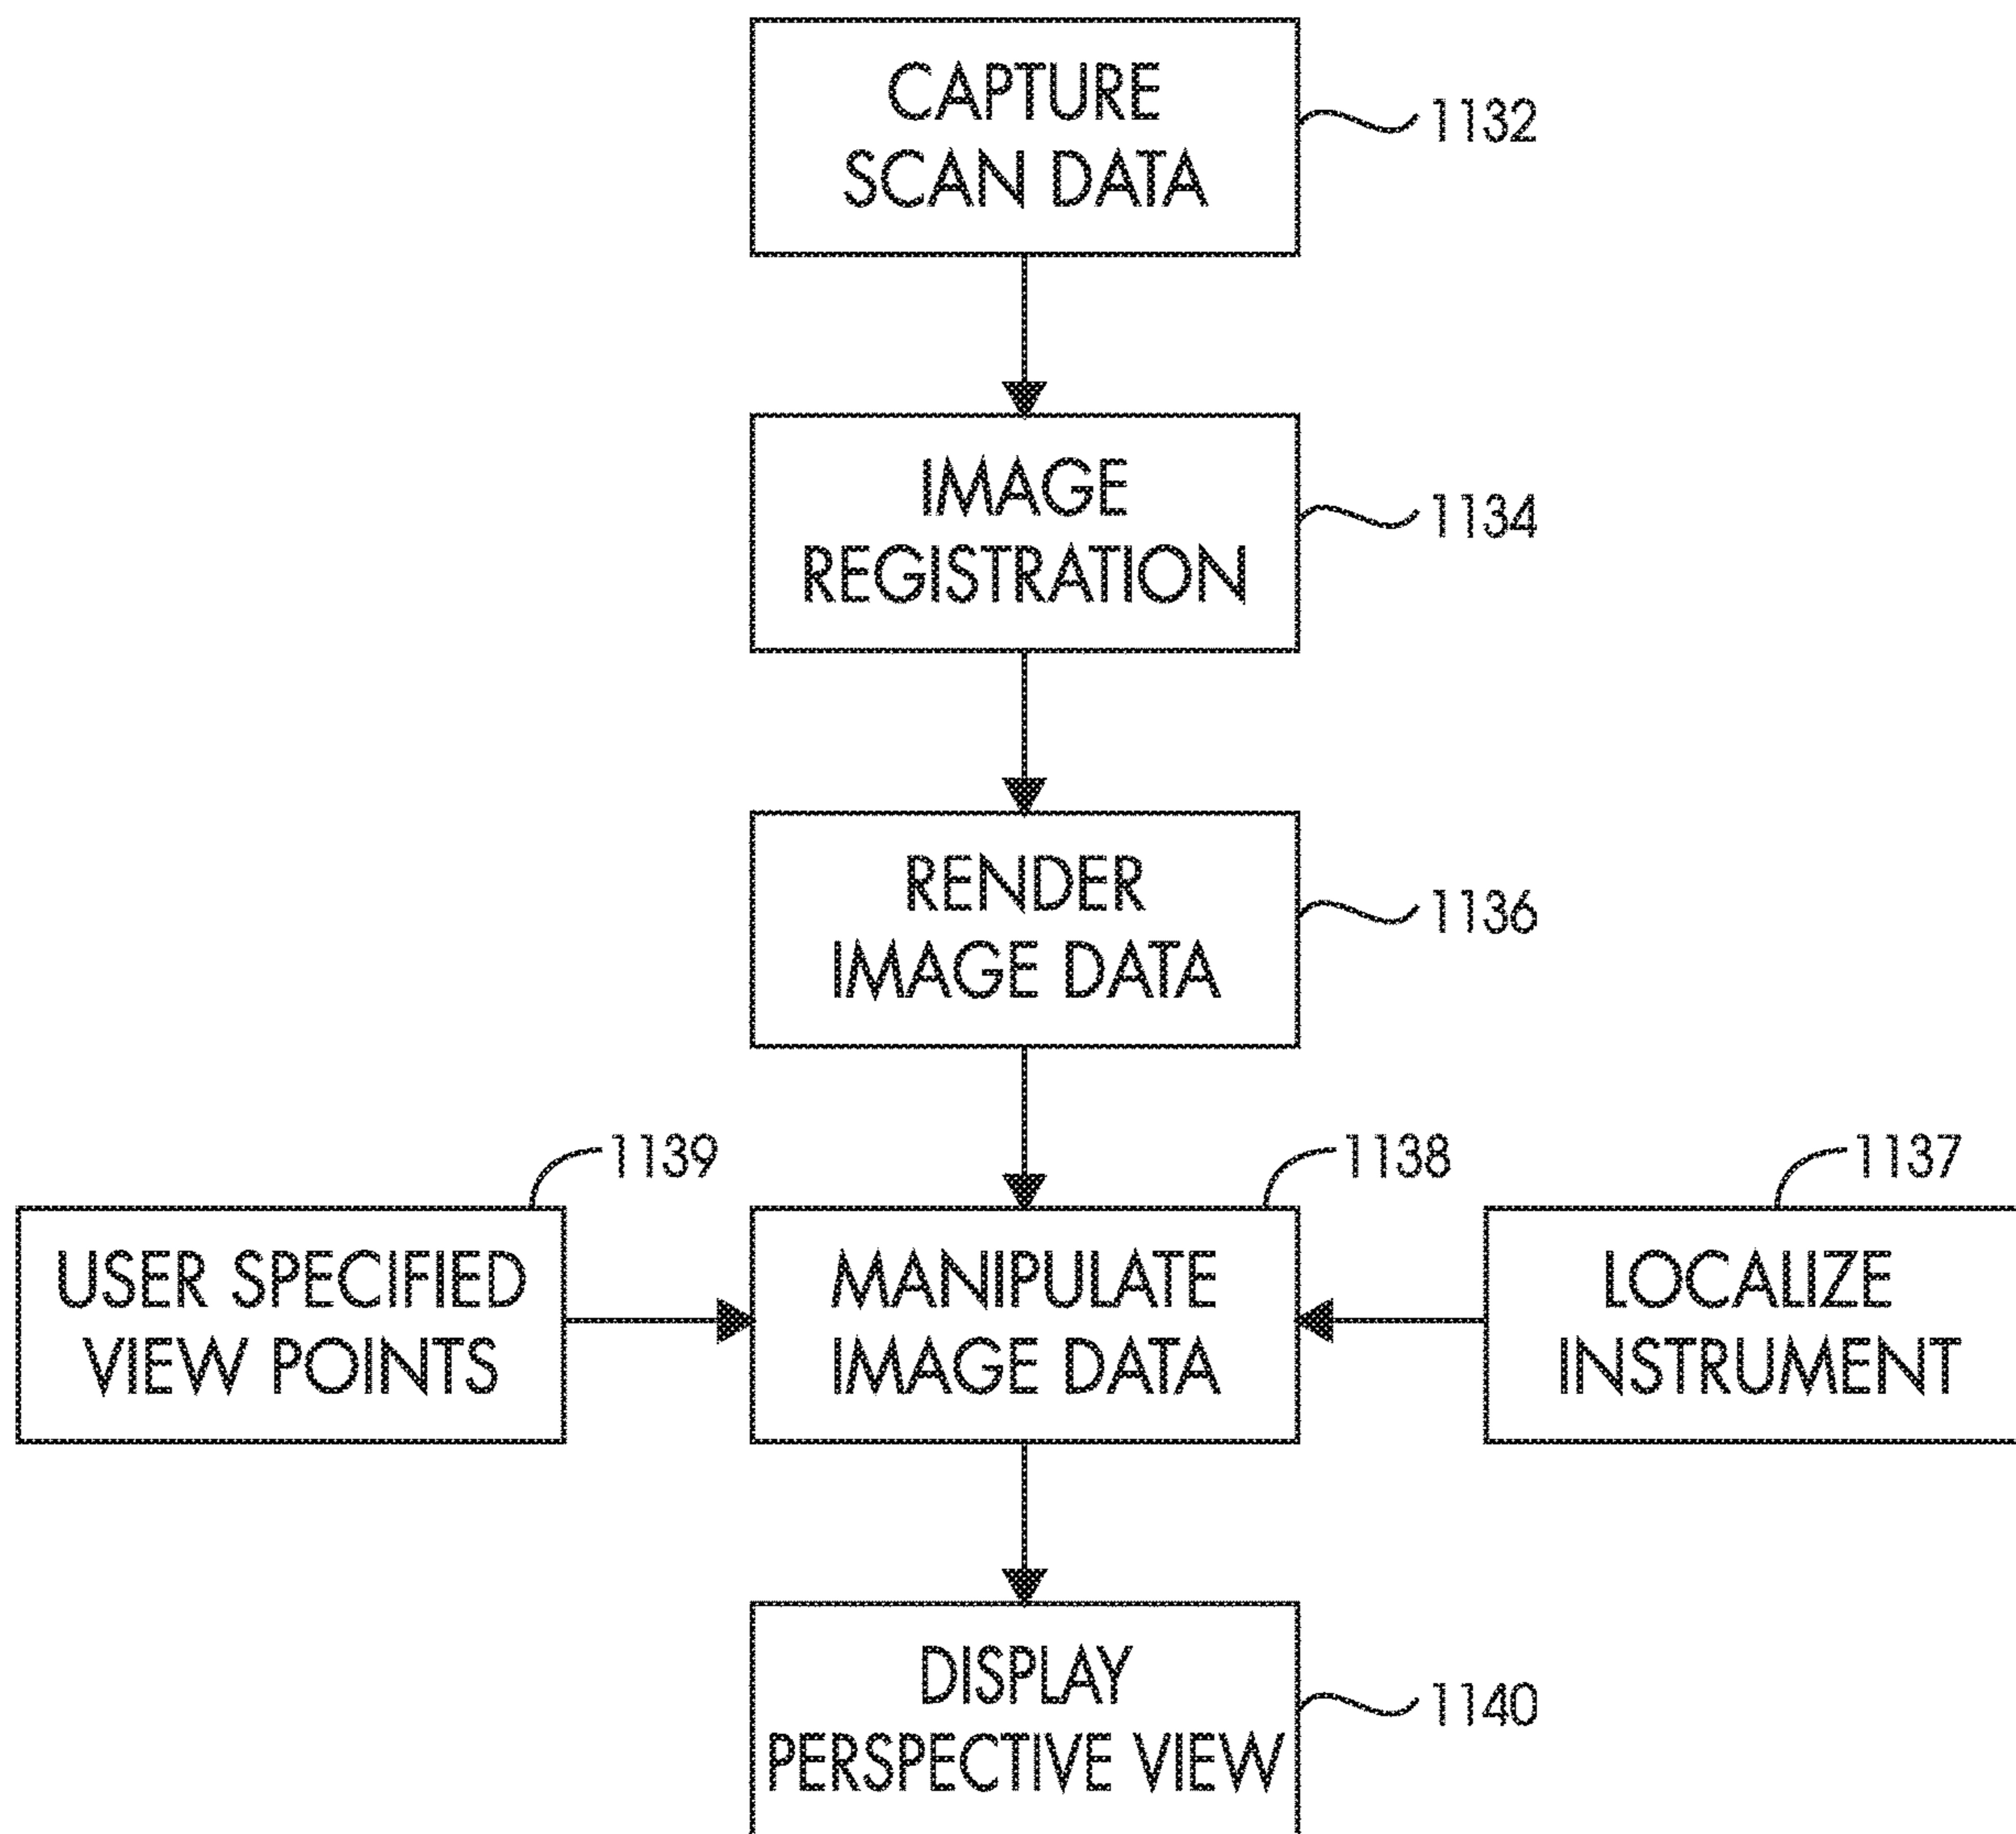 CAPTURE
SCAN DATA
1132
IMAGE
REGISTRATION
1134
RENDER
IMAGE DATA
1136
1139
1138
1137
USER SPECIFIED
VIEW POINTS
MANIPULATE
IMAGE DATA
LOCALIZE
INSTRUMENT
DISPLAY
PERSPECTIVE VIEW
1140